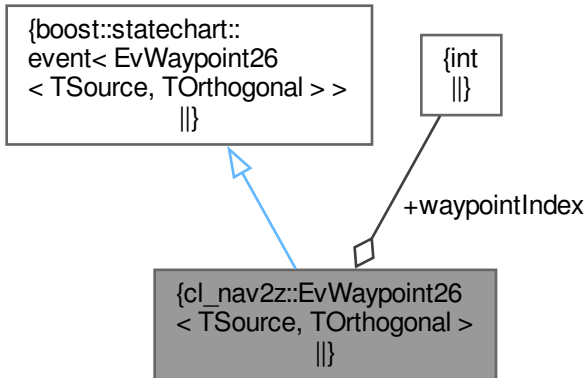 {boost::statechart::
event< EvWaypoint26
< TSource, TOrthogonal > >
||}
{int
||}
+waypointIndex
{cl_nav2z::EvWaypoint26
< TSource, TOrthogonal >
||}